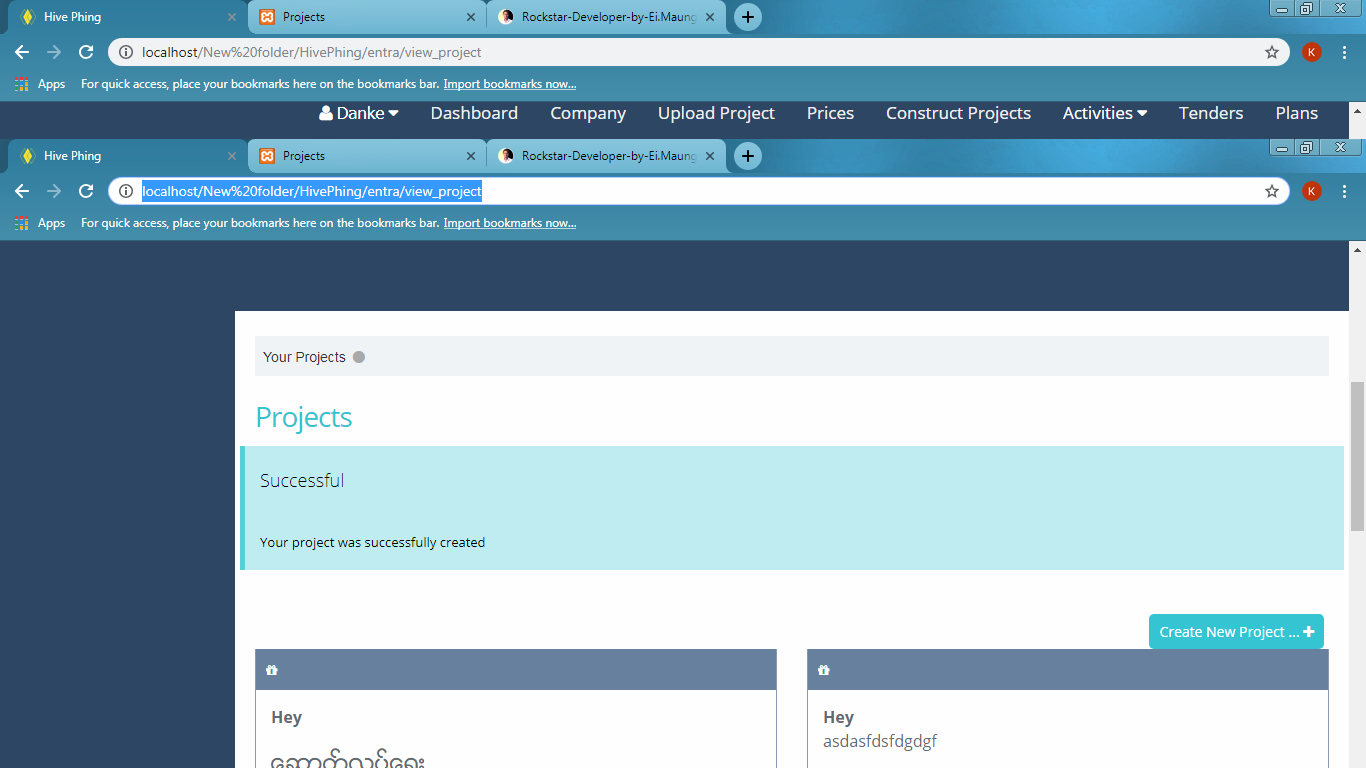 Hive Phing
Projects
Rockstar-Developer-by-Ei.Maung
localhost/New%20folder/HivePhing/entra/view_project
K
Apps For quick access, place your bookmarks here on the bookmarks bar. Import bookmarks now...
Danke Dashboard Company Upload Project Prices Construct Projects Activities Tenders Plans
Hive Phing
Projects
Rockstar-Developer-by-Ei.Maung
localhost/New%20folder/HivePhing/entra/view_project
K
Apps For quick access, place your bookmarks here on the bookmarks bar. Import bookmarks now...
Your Projects
Projects
Successful
Your project was successfully created
Create New Project ...
Hey
ဆောက်လုပ်ရေး
Hey
asdasfdsfdgdgf